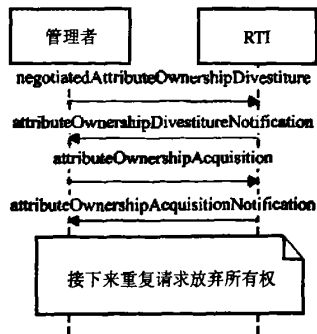 管理者
RTI
negotiatedAttributeOwnershipDivestiture
attributeOwnershipDivestitureNotification
attributeOwnershipAcquisition
attributeOwnershipAcquisitionNotification
接下来重复请求放弃所有权